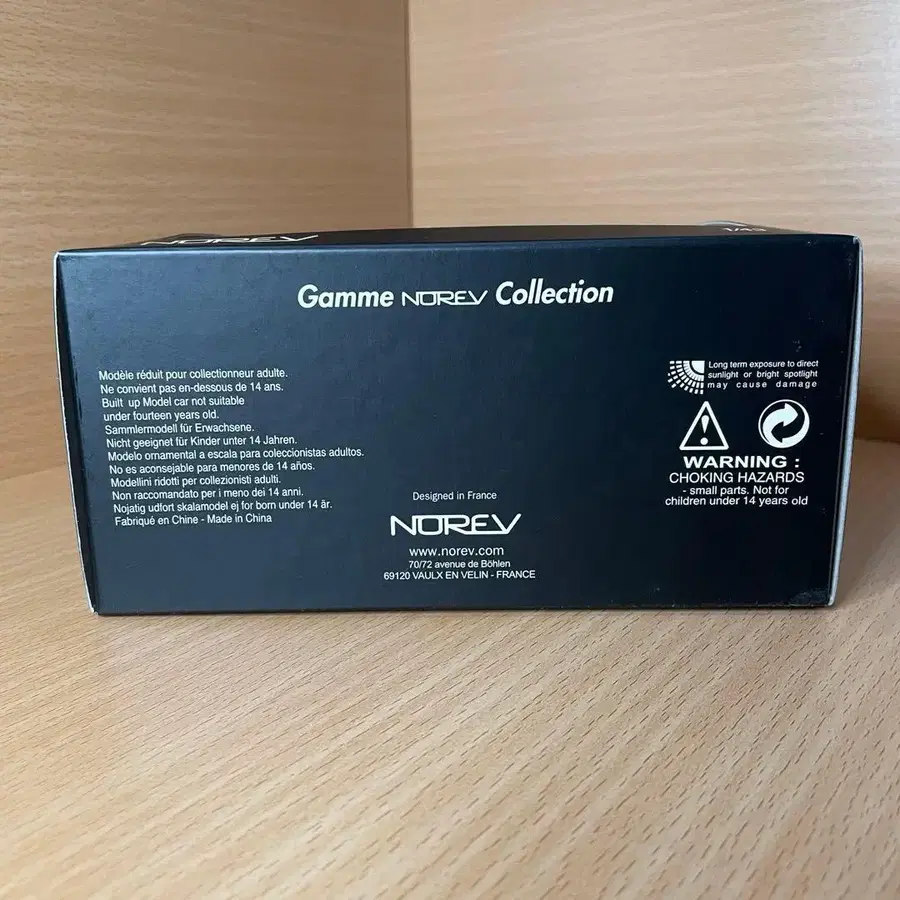 NOREV
1/43
Gamme NOREV Collection
Modèle réduit pour collectionneur adulte.
Ne convient pas en-dessous de 14 ans.
Built up Model car not suitable
under fourteen years old.
Sammlermodell für Erwachsene.
Nicht geeignet für Kinder unter 14 Jahren.
Modelo ornamental a escala para coleccionistas adultos.
No es aconsejable para menores de 14 años.
Modellini ridotti per collezionisti adulti.
Non raccomandato per i meno dei 14 anni.
Nojatig udfort skalamodel ej for born under 14 år.
Fabriqué en Chine - Made in China
Designed in France
NOREV
www.norev.com
70/72 avenue de Böhlen
69120 VAULX EN VELIN - FRANCE
Long term exposure to direct
sunlight or bright spotlight
may cause damage
WARNING :
CHOKING HAZARDS
- small parts. Not for
children under 14 years old